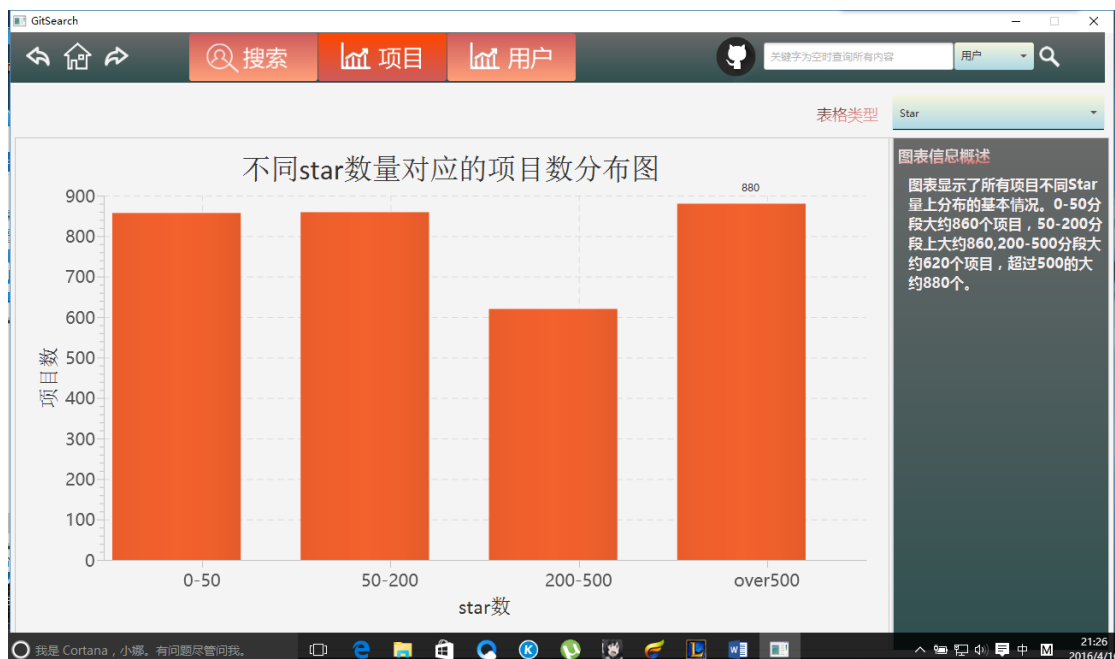 GitSearch
搜索
项目
用户
关键字为空时查询所有内容
用户
表格类型
Star
不同star数量对应的项目数分布图
880
900
800
700
600
500
400
300
200
100
0
项目数
0-50
50-200
200-500
over500
star数
图表信息概述
图表显示了所有项目不同Star
量上分布的基本情况。0-50分
段大约860个项目，50-200分
段上大约860,200-500分段大
约620个项目，超过500的大
约880个。
我是 Cortana，小娜。有问题尽管问我。
中
M
21:26